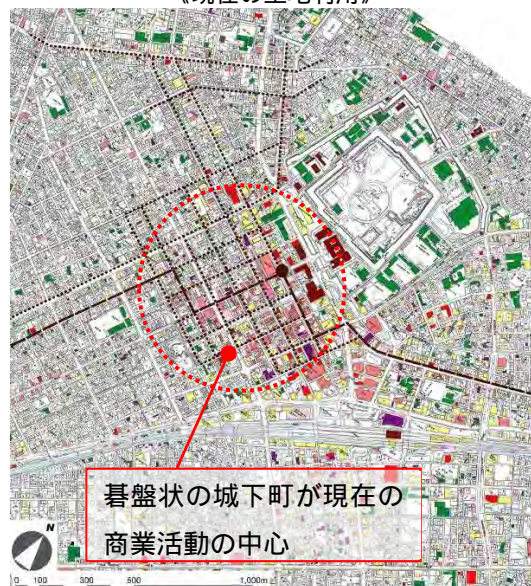 《現在の土地利用》
碁盤状の城下町が現在の
商業活動の中心
N
0 100 300 500 1,000m